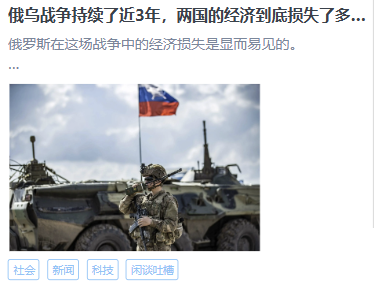 俄乌战争持续了近3年，两国的经济到底损失了多...
俄罗斯在这场战争中的经济损失是显而易见的。
...
社会 新闻 科技 闲谈吐槽